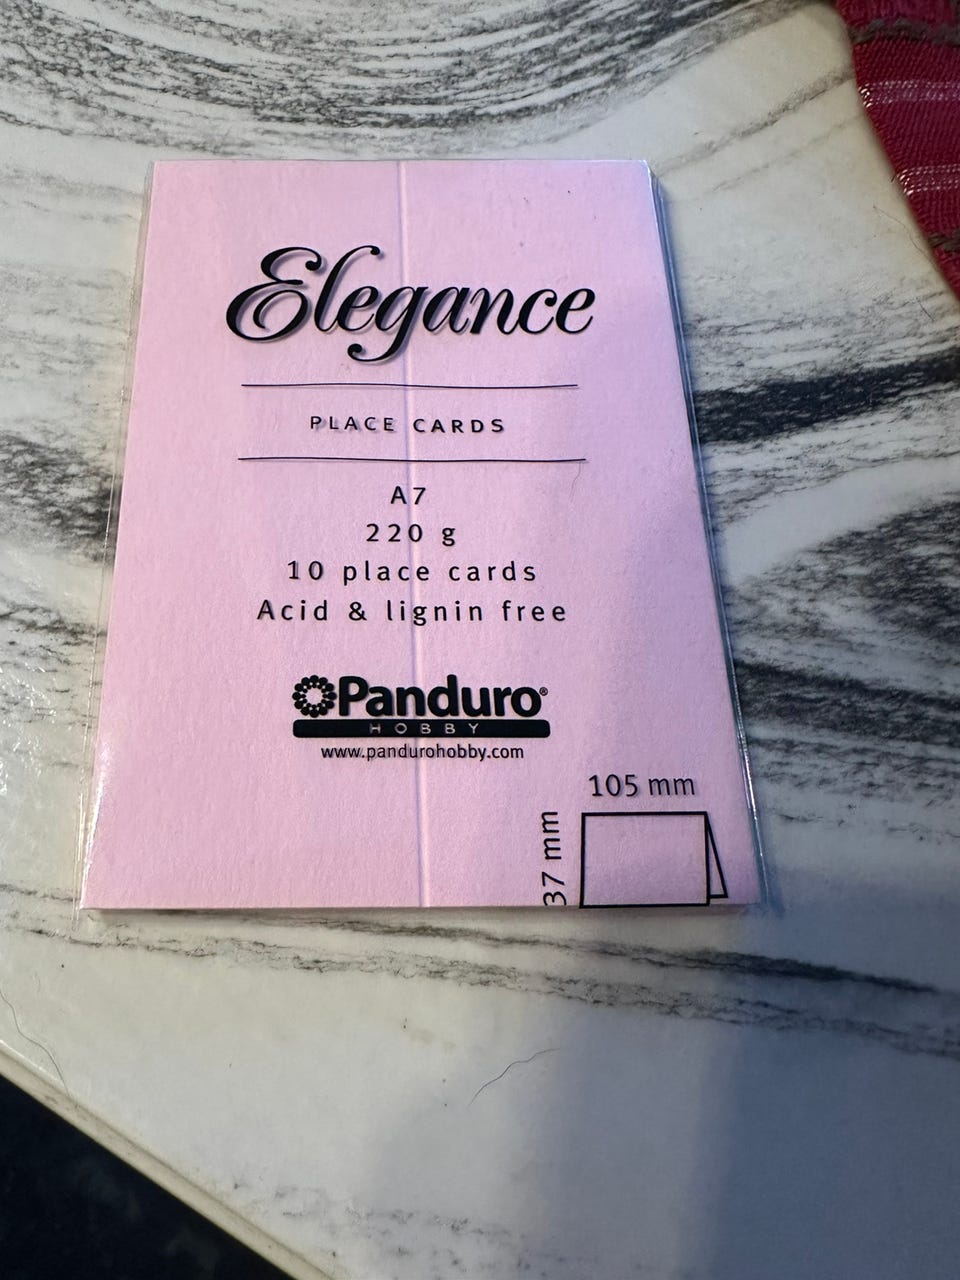 Elegance
PLACE CARDS
A7
220 g
10 place cards
Acid & lignin free
Panduro®
HOBBY
www.pandurohobby.com
105 mm
37 mm